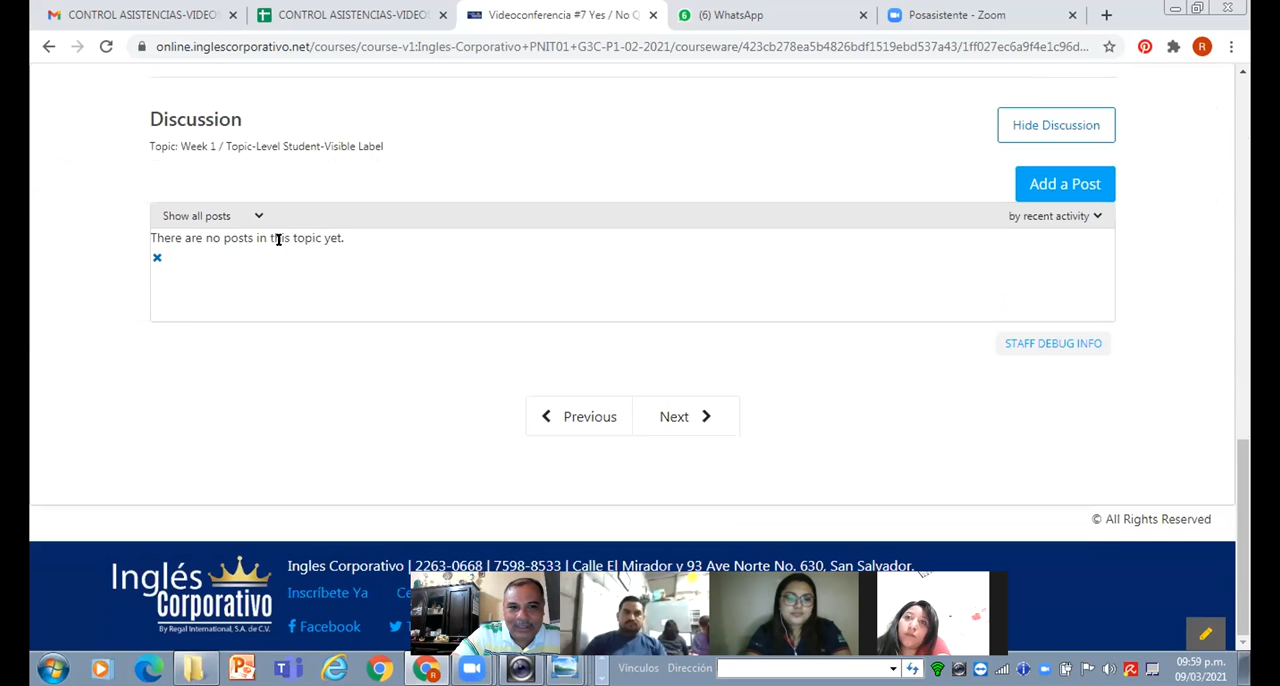 CONTROL ASISTENCIAS-VIDEO
CONTROL ASISTENCIAS-VIDEO
Videoconferencia #7 Yes / No Q
(6) WhatsApp
Posasistente - Zoom
online.inglescorporativo.net/courses/course-v1:Ingles-Corporativo+PNIT01+G3C-P1-02-2021/courseware/423cb278ea5b4826bdf1519ebd537a43/1ff027ec6a9f4e1c96d...
R
Discussion
Hide Discussion
Topic: Week 1 / Topic-Level Student-Visible Label
Add a Post
Show all posts
by recent activity
There are no posts in this topic yet.
STAFF DEBUG INFO
Previous
Next
© All Rights Reserved
Inglés
Corporativo
By Regal International, S.A. de C.V.
Ingles Corporativo | 2263-0668 | 7598-8533 | Calle El Mirador y 93 Ave Norte No. 630, San Salvador.
Inscríbete Ya
Facebook
Vínculos
Dirección
09:59 p.m.
09/03/2021